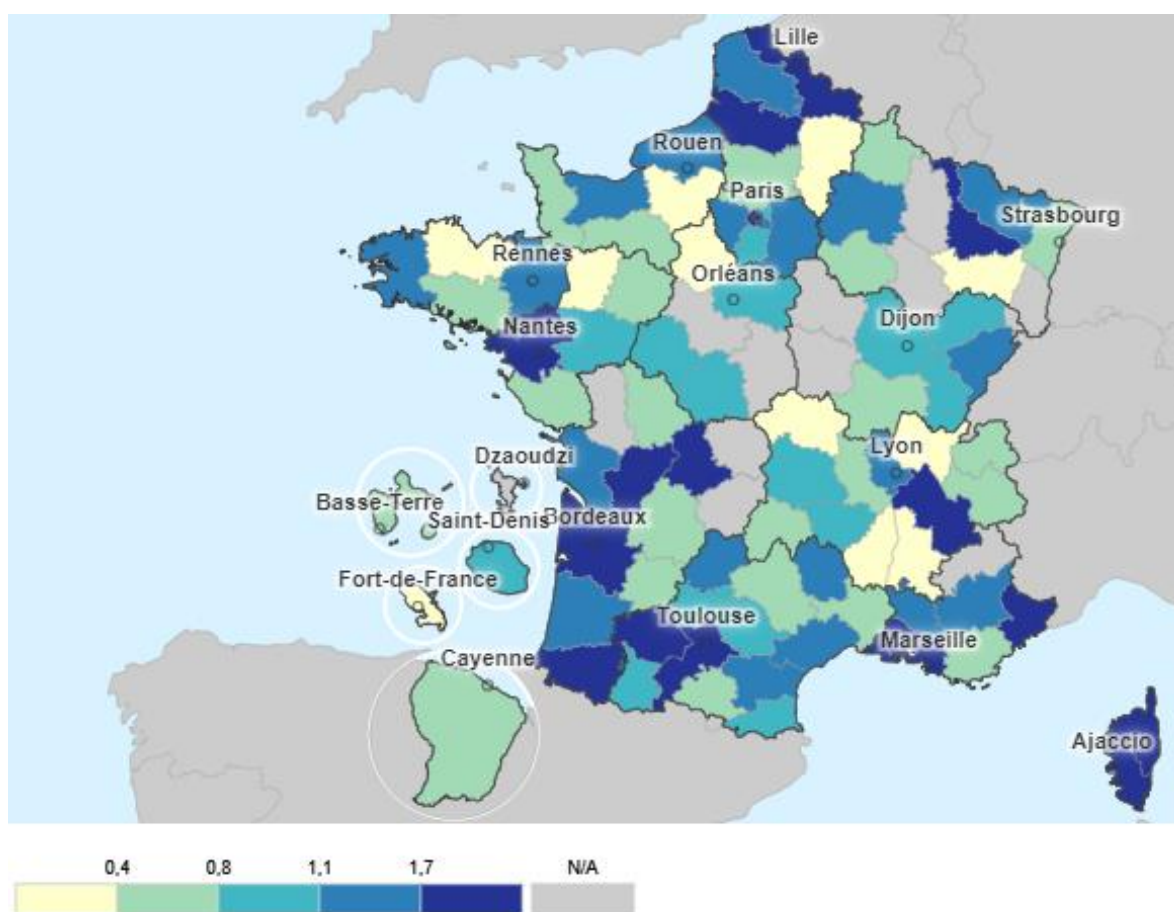 Lille
Rouen
Paris
Strasbourg
Rennes
Orléans
Nantes
Dijon
Lyon
Dzaoudzi
Basse-Terre
Saint-Denis
Bordeaux
Fort-de-France
Toulouse
Marseille
Cayenne
Ajaccio
0,4 0,8 1,1 1,7 N/A